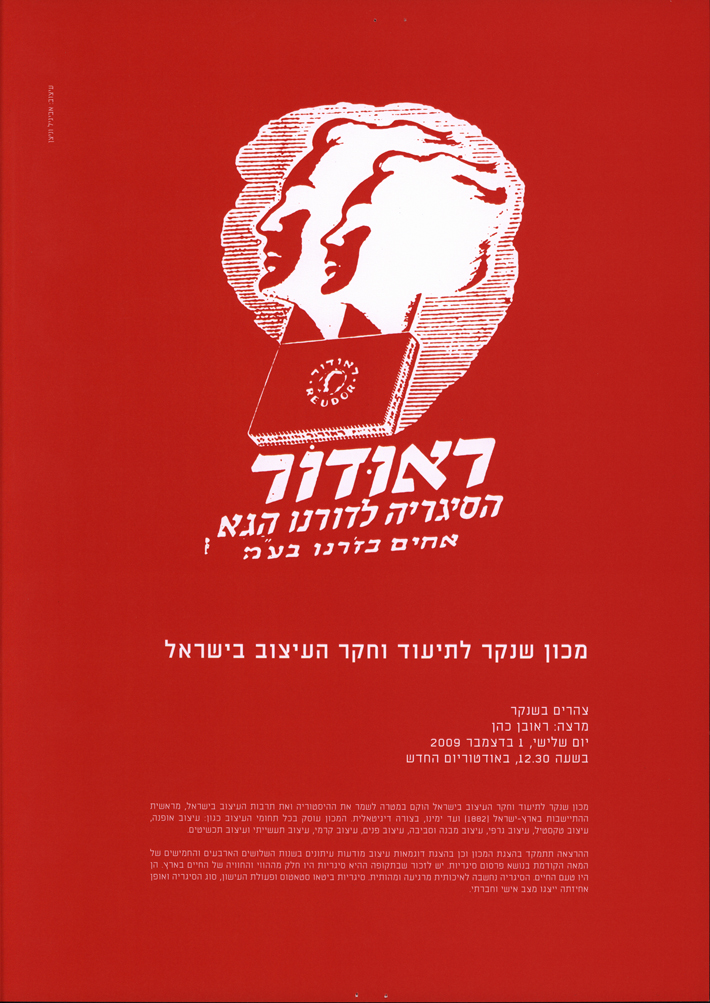 עיצוב: אביגיל וניצו
ראודור
REUDOR
ראודור
הסיגריה לדורנו הגא
אחים בז'רנו בע"מ
מכון שנקר לתיעוד וחקר העיצוב בישראל
צהרים בשנקר
מרצה: ראובן כהן
יום שלישי, 1 בדצמבר 2009
בשעה 12.30, באודטוריום החדש
מכון שנקר לתיעוד וחקר העיצוב בישראל הוקם במטרה לשמר את ההיסטוריה ואת תרבות העיצוב בישראל, מראשית
ההתיישבות בארץ-ישראל (1882) ועד ימינו, בצורה דיגיטאלית. המכון עוסק בכל תחומי העיצוב כגון: עיצוב אופנה,
עיצוב טקסטיל, עיצוב גרפי, עיצוב מבנה וסביבה, עיצוב פנים, עיצוב קרמי, עיצוב תעשייתי ועיצוב תכשיטים.
ההרצאה תתמקד בהצגת המכון וכן בהצגת דוגמאות עיצוב מודעות עיתונים בשנות השלושים הארבעים והחמישים של
המאה הקודמת בנושא פרסום סיגריות. יש לזכור שבתקופה ההיא סיגריות היו חלק מההווי והחוויה של החיים בארץ. הן
היו טעם החיים. הסיגריה נחשבה לאיכותית מרגיעה ומהותית. סיגריות ביטאו סטאטוס ופעולת העישון, סוג הסיגריה ואופן
אחיזתה ייצגו מצב אישי וחברתי.